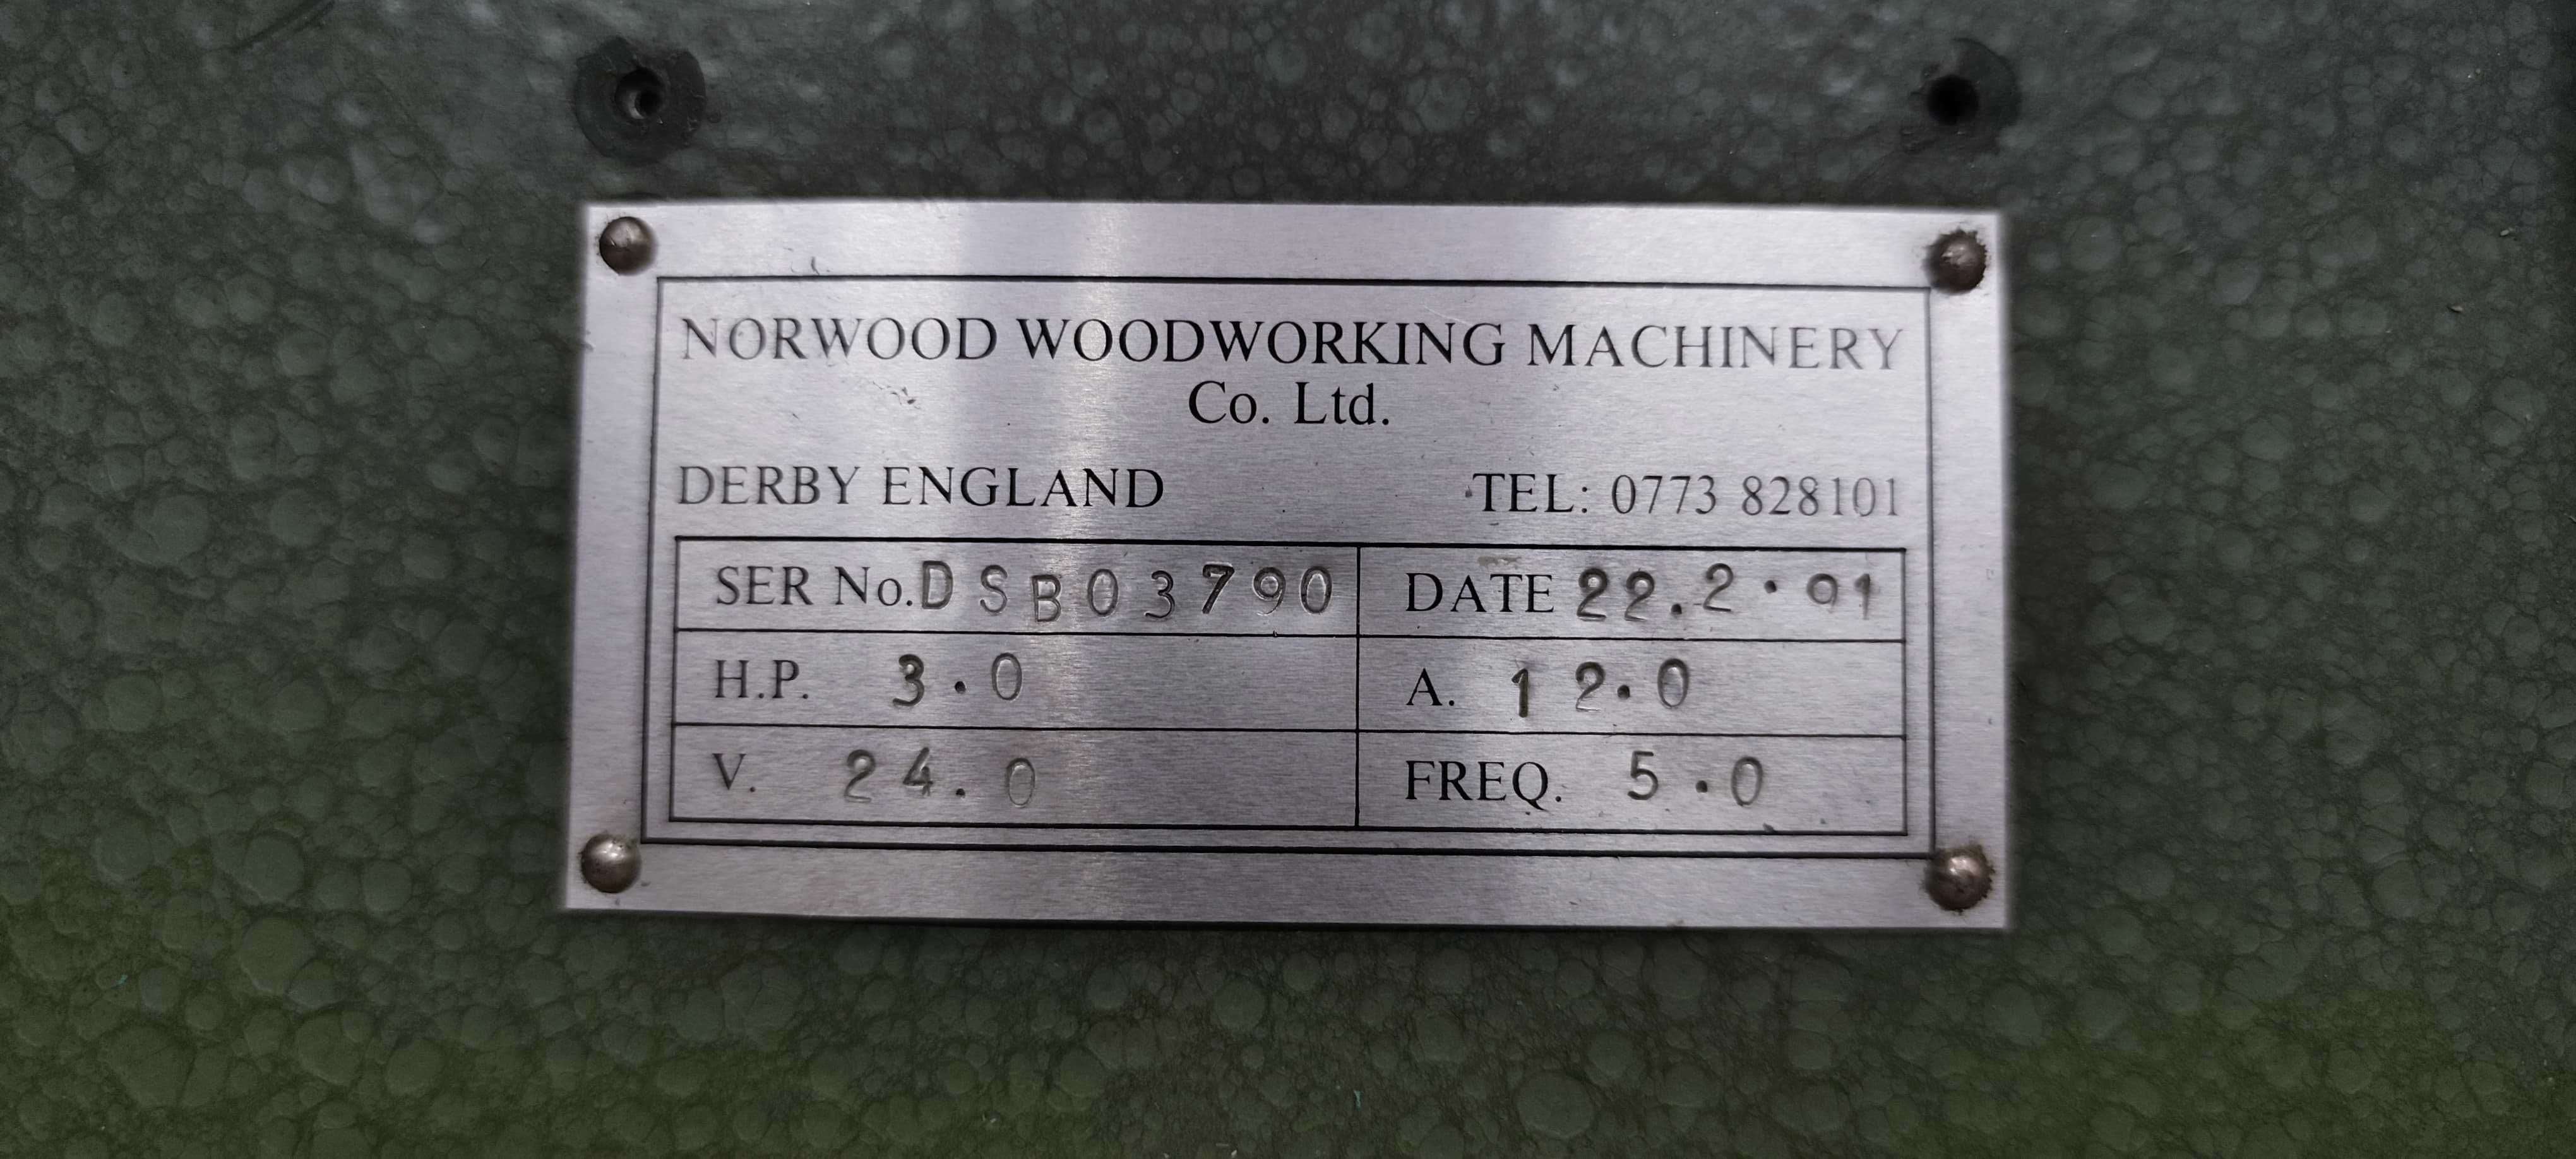 NORWOOD WOODWORKING MACHINERY
Co. Ltd.
DERBY ENGLAND TEL: 0773 828101
SER No. DSB03790 DATE 22.2.91
H.P. 3.0 A. 12.0
V. 24.0 FREQ. 5.0